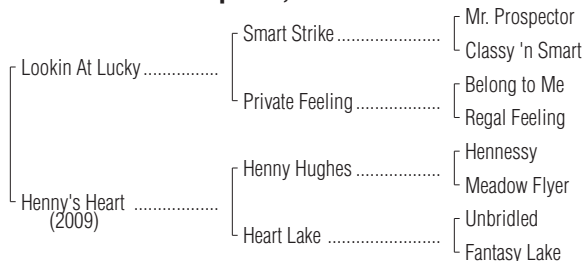 Mr. Prospector
Smart Strike ....................
Classy 'n Smart
Lookin At Lucky ................
Belong to Me
Private Feeling ...................
Regal Feeling
Hennessy
Henny Hughes ..................
Meadow Flyer
Henny's Heart ..................
(2009)
Unbridled
Heart Lake ........................
Fantasy Lake